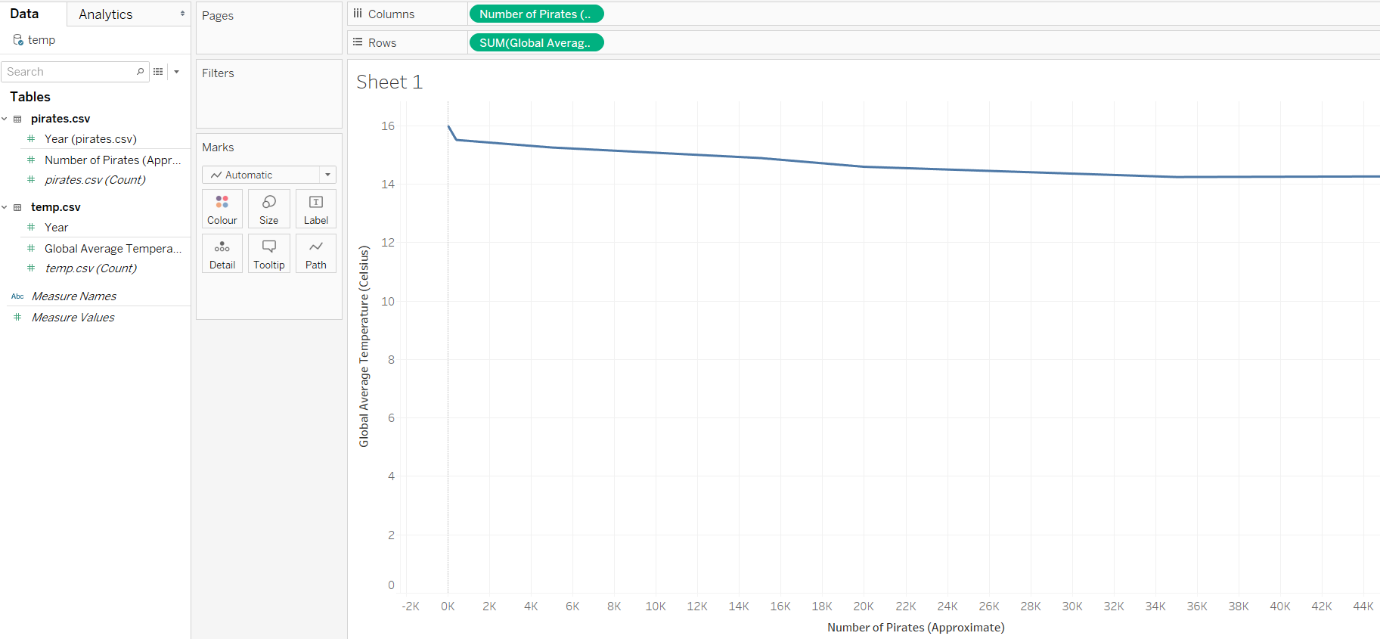 Data
Analytics
temp
Search
Tables
pirates.csv
Year (pirates.csv)
Number of Pirates (Appr...
pirates.csv (Count)
temp.csv
Year
Global Average Tempera...
temp.csv (Count)
Abc Measure Names
Measure Values
Pages
Filters
Marks
Automatic
Colour Size Label
Detail Tooltip Path
Columns Number of Pirates (..
Rows SUM(Global Averag..
Sheet 1
16
14
12
10
8
6
4
2
0
Global Average Temperature (Celsius)
-2K 0K 2K 4K 6K 8K 10K 12K 14K 16K 18K 20K 22K 24K 26K 28K 30K 32K 34K 36K 38K 40K 42K 44K
Number of Pirates (Approximate)